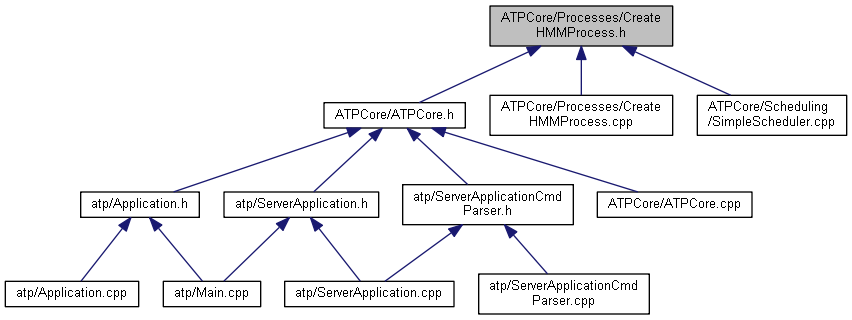 ATPCore/Processes/Create
HMMProcess.h
ATPCore/ATPCore.h
ATPCore/Processes/Create
HMMProcess.cpp
ATPCore/Scheduling
/SimpleScheduler.cpp
atp/Application.h
atp/ServerApplication.h
atp/ServerApplicationCmd
Parser.h
ATPCore/ATPCore.cpp
atp/Application.cpp
atp/Main.cpp
atp/ServerApplication.cpp
atp/ServerApplicationCmd
Parser.cpp